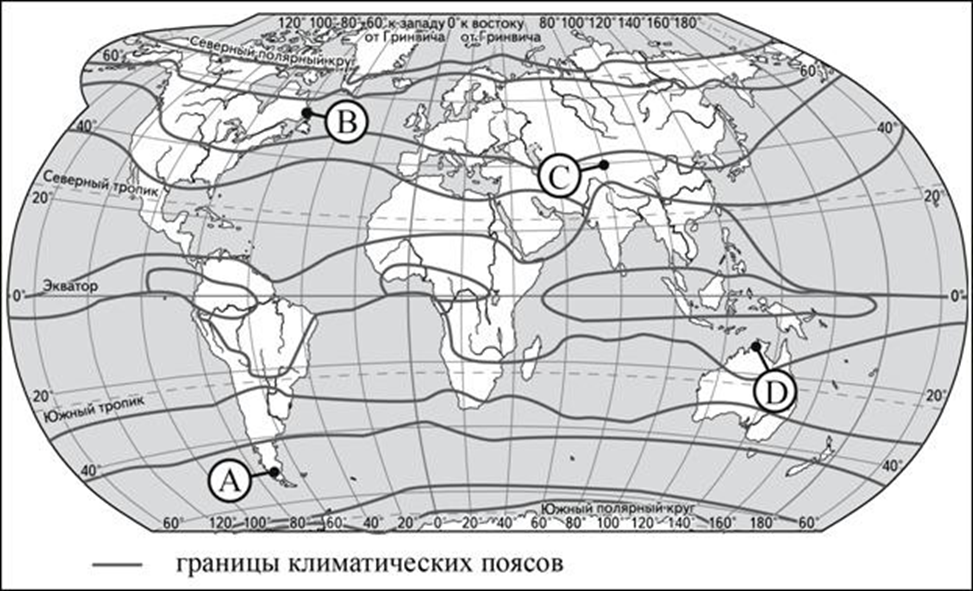 120° 100° 80° 60° к западу 0° к востоку 80° 100° 120° 140° 160° 180°
от Гринвича от Гринвича
Северный полярный круг
60° 60°
B
40° 40°
C
Северный тропик
20° 20°
Экватор
0° 0°
D
20° 20°
Южный тропик
40° 40°
A
Южный полярный круг
60° 120° 100° 80° 60° 40° 20 0° 20° 40° 60° 80° 100° 120° 140° 160° 180° 60°
границы климатических поясов